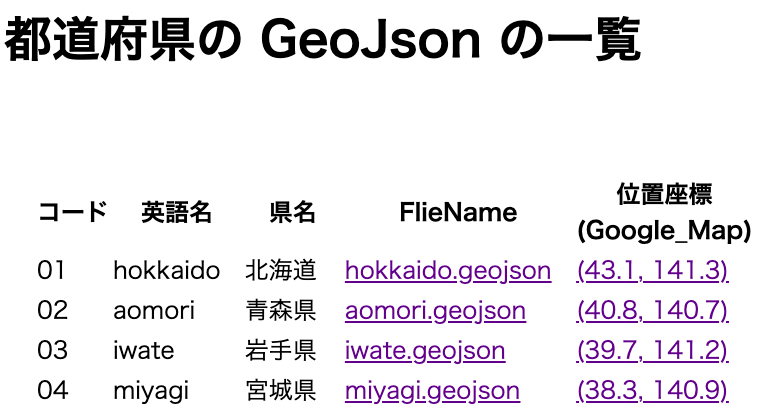 都道府県の GeoJson の一覧
コード 英語名 県名 FlieName 位置座標
(Google_Map)
01 hokkaido 北海道 hokkaido.geojson (43.1, 141.3)
02 aomori 青森県 aomori.geojson (40.8, 140.7)
03 iwate 岩手県 iwate.geojson (39.7, 141.2)
04 miyagi 宮城県 miyagi.geojson (38.3, 140.9)